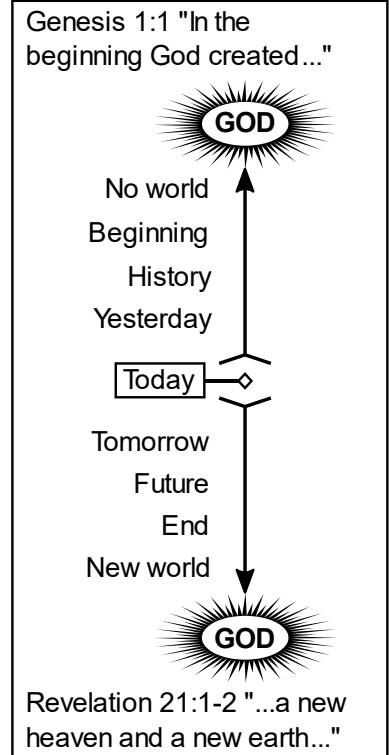 Genesis 1:1 "In the
beginning God created..."
GOD
No world
Beginning
History
Yesterday
Today
Tomorrow
Future
End
New world
GOD
Revelation 21:1-2 "...a new
heaven and a new earth..."